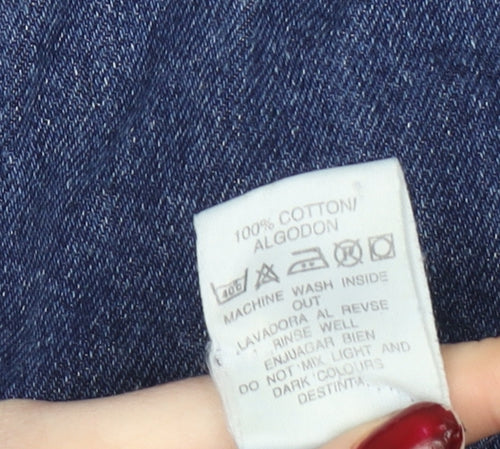 100% COTTON/
ALGODON
40°
MACHINE WASH INSIDE
OUT
LAVADORA AL REVSE
RINSE WELL
ENJUAGAR BIEN
DO NOT MIX LIGHT AND
DARK COLOURS
DESTINTA